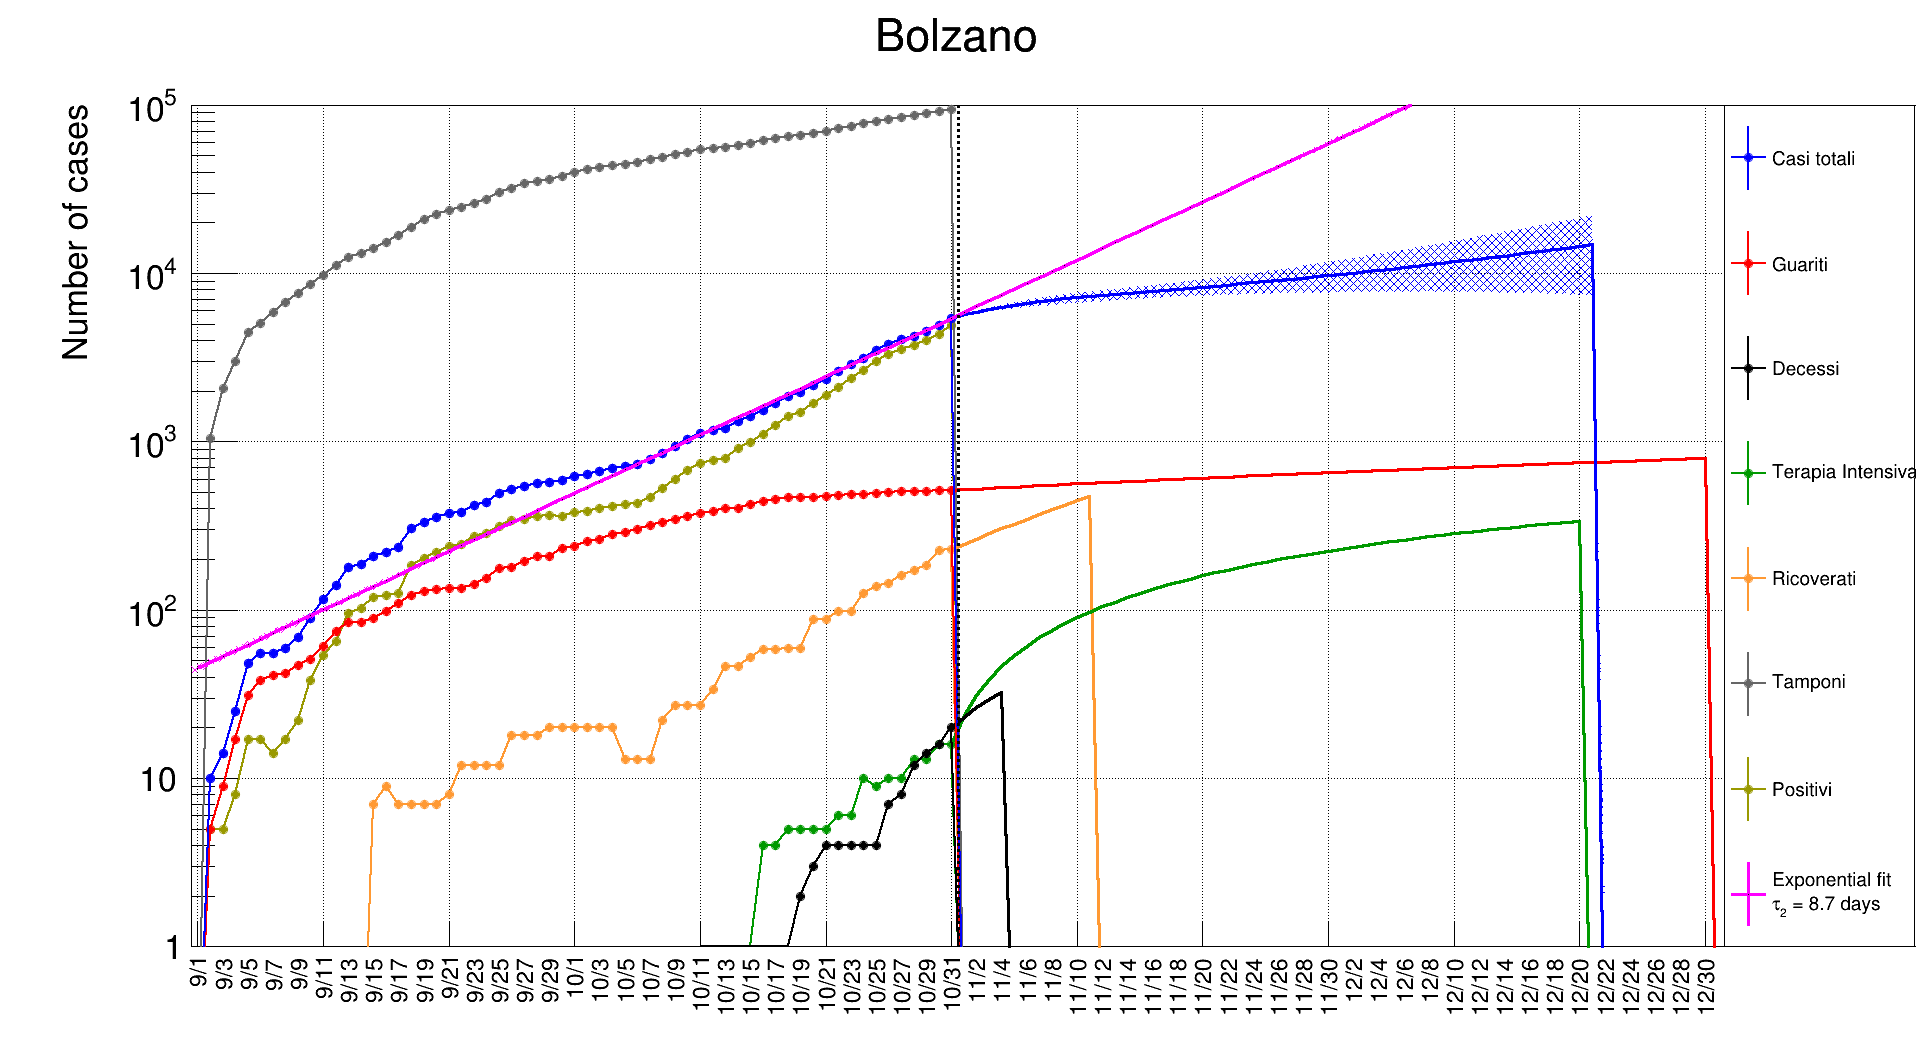 Bolzano
Number of cases
10^5
10^4
10^3
10^2
10
1
9/1 9/3 9/5 9/7 9/9 9/11 9/13 9/15 9/17 9/19 9/21 9/23 9/25 9/27 9/29 10/1 10/3 10/5 10/7 10/9 10/11 10/13 10/15 10/17 10/19 10/21 10/23 10/25 10/27 10/29 10/31 11/2 11/4 11/6 11/8 11/10 11/12 11/14 11/16 11/18 11/20 11/22 11/24 11/26 11/28 11/30 12/2 12/4 12/6 12/8 12/10 12/12 12/14 12/16 12/18 12/20 12/22 12/24 12/26 12/28 12/30
Casi totali
Guariti
Decessi
Terapia Intensiva
Ricoverati
Tamponi
Positivi
Exponential fit
τ₂ = 8.7 days